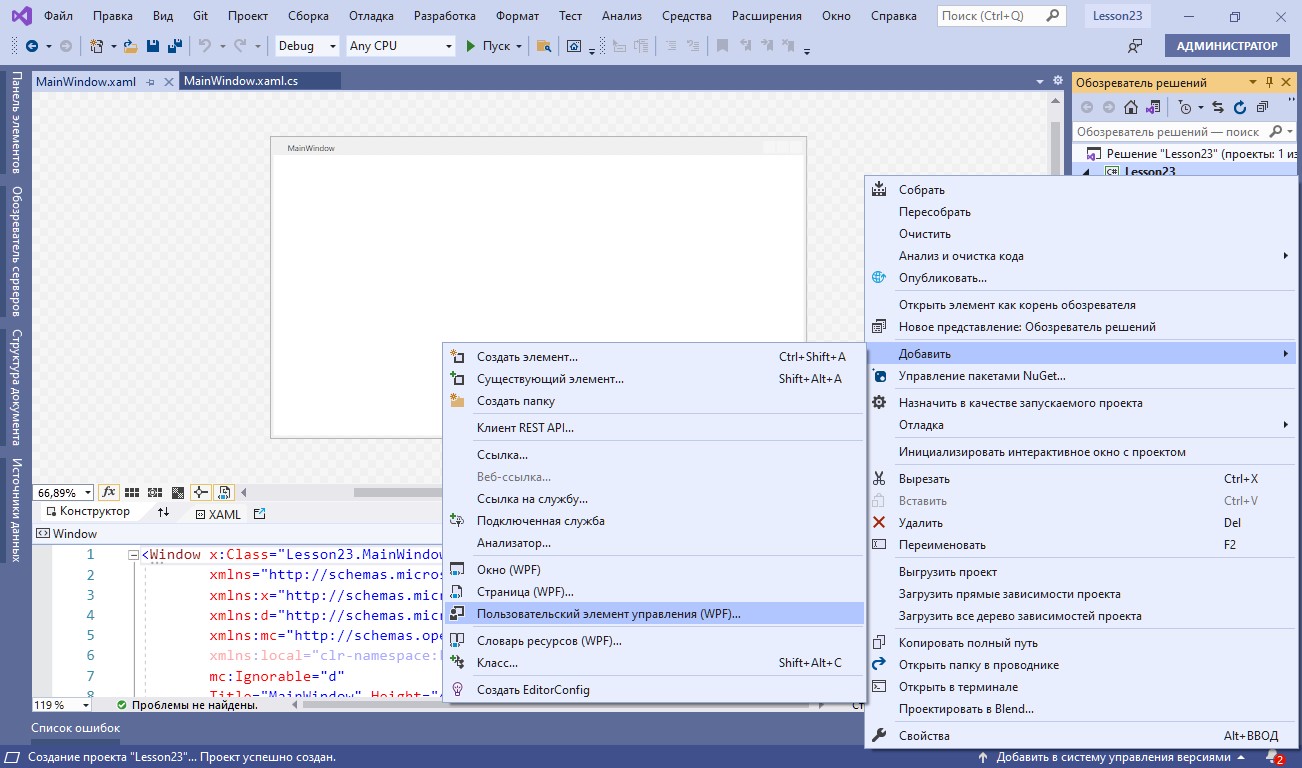 Файл Правка Вид Git Проект Сборка Отладка Разработка Формат Тест Анализ Средства Расширения Окно Справка Поиск (Ctrl+Q) Lesson23
Debug Any CPU Пуск АДМИНИСТРАТОР
MainWindow.xaml MainWindow.xaml.cs
Панель элементов
Обозреватель серверов
Структура документа
Источники данных
MainWindow
Обозреватель решений
Обозреватель решений — поиск
Решение "Lesson23" (проекты: 1 из
C# Lesson23
Собрать
Пересобрать
Очистить
Анализ и очистка кода
Опубликовать...
Открыть элемент как корень обозревателя
Новое представление: Обозреватель решений
Добавить
Управление пакетами NuGet...
Назначить в качестве запускаемого проекта
Отладка
Инициализировать интерактивное окно с проектом
Вырезать Ctrl+X
Вставить Ctrl+V
Удалить Del
Переименовать F2
Выгрузить проект
Загрузить прямые зависимости проекта
Загрузить все дерево зависимостей проекта
Копировать полный путь
Открыть папку в проводнике
Открыть в терминале
Проектировать в Blend...
Свойства Alt+ВВОД
Создать элемент... Ctrl+Shift+A
Существующий элемент... Shift+Alt+A
Создать папку
Клиент REST API...
Ссылка...
Веб-ссылка...
Ссылка на службу...
Подключенная служба
Анализатор...
Окно (WPF)
Страница (WPF)...
Пользовательский элемент управления (WPF)...
Словарь ресурсов (WPF)...
Класс... Shift+Alt+C
Создать EditorConfig
66,89% fx
Конструктор XAML
Window
1 <Window x:Class="Lesson23.MainWindow
2 xmlns="http://schemas.micros
3 xmlns:x="http://schemas.micr
4 xmlns:d="http://schemas.micr
5 xmlns:mc="http://schemas.ope
6 xmlns:local="clr-namespace:
7 mc:Ignorable="d"
8 Title="MainWindow" Height="
119 % Проблемы не найдены. Ст
Список ошибок
Создание проекта "Lesson23"... Проект успешно создан. Добавить в систему управления версиями 2